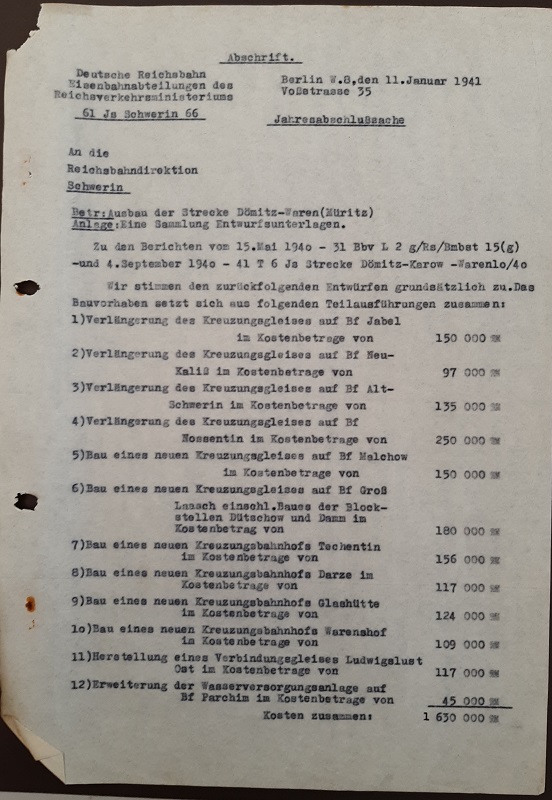 Abschrift.
Deutsche Reichsbahn
Eisenbahnabteilungen des
Reichsverkehrsministeriums
61 Js Schwerin 66
Berlin W.8,den 11.Januar 1941
Voßstrasse 35
Jahresabschlußsache
An die
Reichsbahndirektion
Schwerin
Betr:Ausbau der Strecke Dömitz-Waren(Müritz)
Anlage:Eine Sammlung Entwurfsunterlagen.
Zu den Berichten vom 15.Mai 194o - 31 Bbv L 2 g/Rs/Bmbst 15(g)
-und 4.September 194o - 41 T 6 Js Strecke Dömitz-Karow -Warenlo/4o
Wir stimmen den zurückfolgenden Entwürfen grundsätzlich zu.Das
Bauvorhaben setzt sich aus folgenden Teilausführungen zusammen:
1)Verlängerung des Kreuzungsgleises auf Bf Jabel
im Kostenbetrage von 150 000 RM
2)Verlängerung des Kreuzungsgleises auf Bf Neu-
Kaliß im Kostenbetrage von 97 000 RM
3)Verlängerung des Kreuzungsgleises auf Bf Alt-
Schwerin im Kostenbetrage von 135 000 RM
4)Verlängerung des Kreuzungsgleises auf Bf
Nossentin im Kostenbetrage von 250 000 RM
5)Bau eines neuen Kreuzungsgleises auf Bf Malchow
im Kostenbetrage von 150 000 RM
6)Bau eines neuen Kreuzungsgleises auf Bf Groß
Laasch einschl.Baues der Block-
stellen Dütschow und Damm im
Kostenbetrag von 180 000 RM
7)Bau eines neuen Kreuzungsbahnhofs Techentin
im Kostenbetrage von 156 000 RM
8)Bau eines neuen Kreuzungsbahnhofs Darze im
Kostenbetrage von 117 000 RM
9)Bau eines neuen Kreuzungsbahnhofs Glashütte
im Kostenbetrage von 124 000 RM
1o)Bau eines neuen Kreuzungsbahnhofs Warenshof
im Kostenbetrage von 109 000 RM
11)Herstellung eines Verbindungsgleises Ludwigslust
Ost im Kostenbetrage von 117 000 RM
12)Erweiterung der Wasserversorgungsanlage auf
Bf Parchim im Kostenbetrage von 45 000 RM
Kosten zusammen: 1 630 000 RM